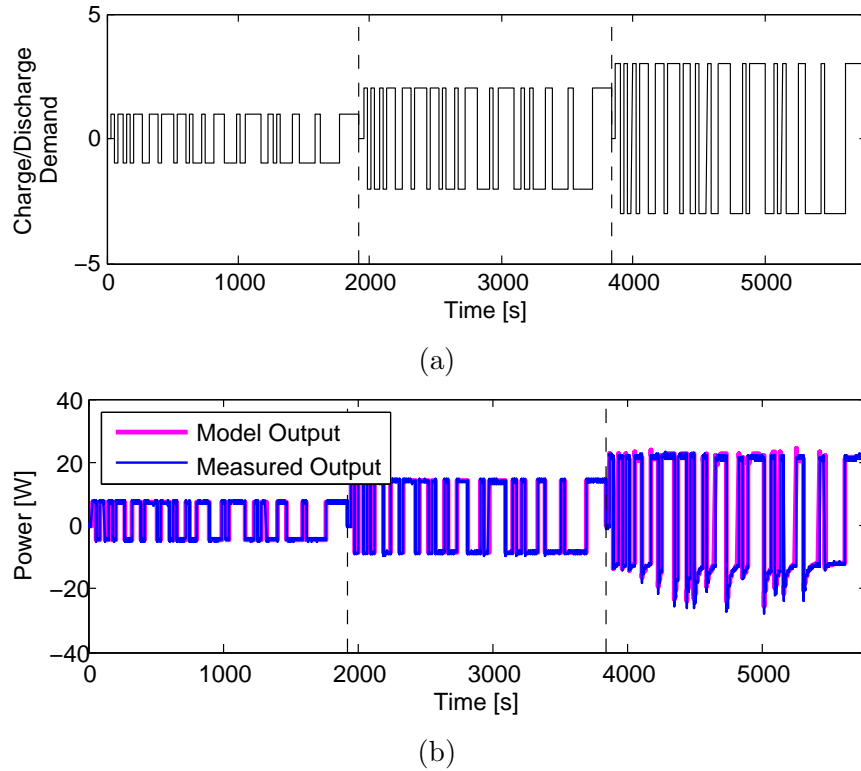 5
0
−5
Charge/Discharge
Demand
0 1000 2000 3000 4000 5000
Time [s]
(a)
40
20
0
−20
−40
Power [W]
Model Output
Measured Output
0 1000 2000 3000 4000 5000
Time [s]
(b)